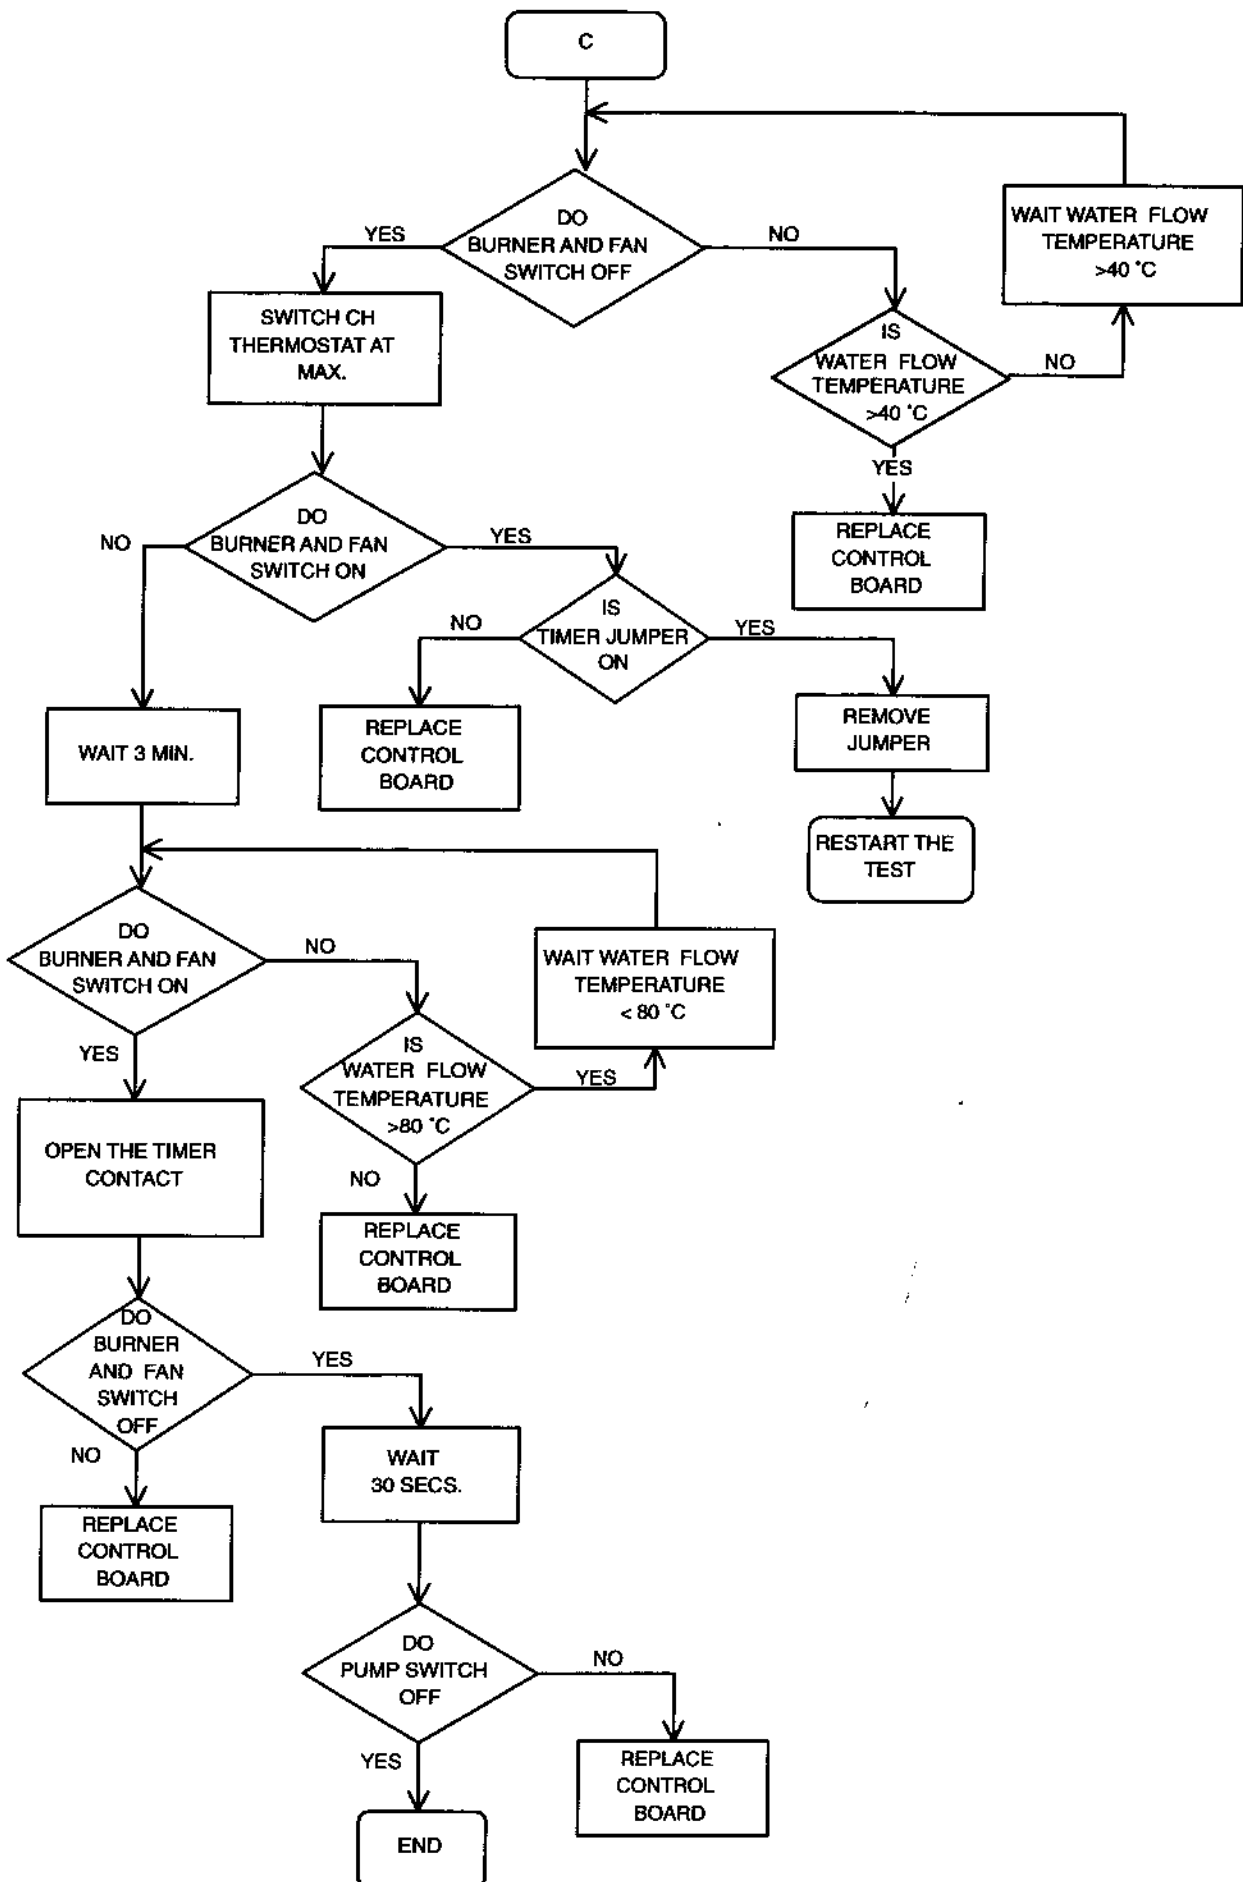 C
DO
BURNER AND FAN
SWITCH OFF
YES
NO
WAIT WATER FLOW
TEMPERATURE
>40 °C
SWITCH CH
THERMOSTAT AT
MAX.
IS
WATER FLOW
TEMPERATURE
>40 °C
NO
YES
REPLACE
CONTROL
BOARD
DO
BURNER AND FAN
SWITCH ON
NO
YES
IS
TIMER JUMPER
ON
NO
YES
WAIT 3 MIN.
REPLACE
CONTROL
BOARD
REMOVE
JUMPER
RESTART THE
TEST
DO
BURNER AND FAN
SWITCH ON
NO
YES
WAIT WATER FLOW
TEMPERATURE
< 80 °C
IS
WATER FLOW
TEMPERATURE
>80 °C
YES
NO
OPEN THE TIMER
CONTACT
REPLACE
CONTROL
BOARD
DO
BURNER
AND FAN
SWITCH
OFF
YES
NO
WAIT
30 SECS.
REPLACE
CONTROL
BOARD
DO
PUMP SWITCH
OFF
NO
YES
REPLACE
CONTROL
BOARD
END